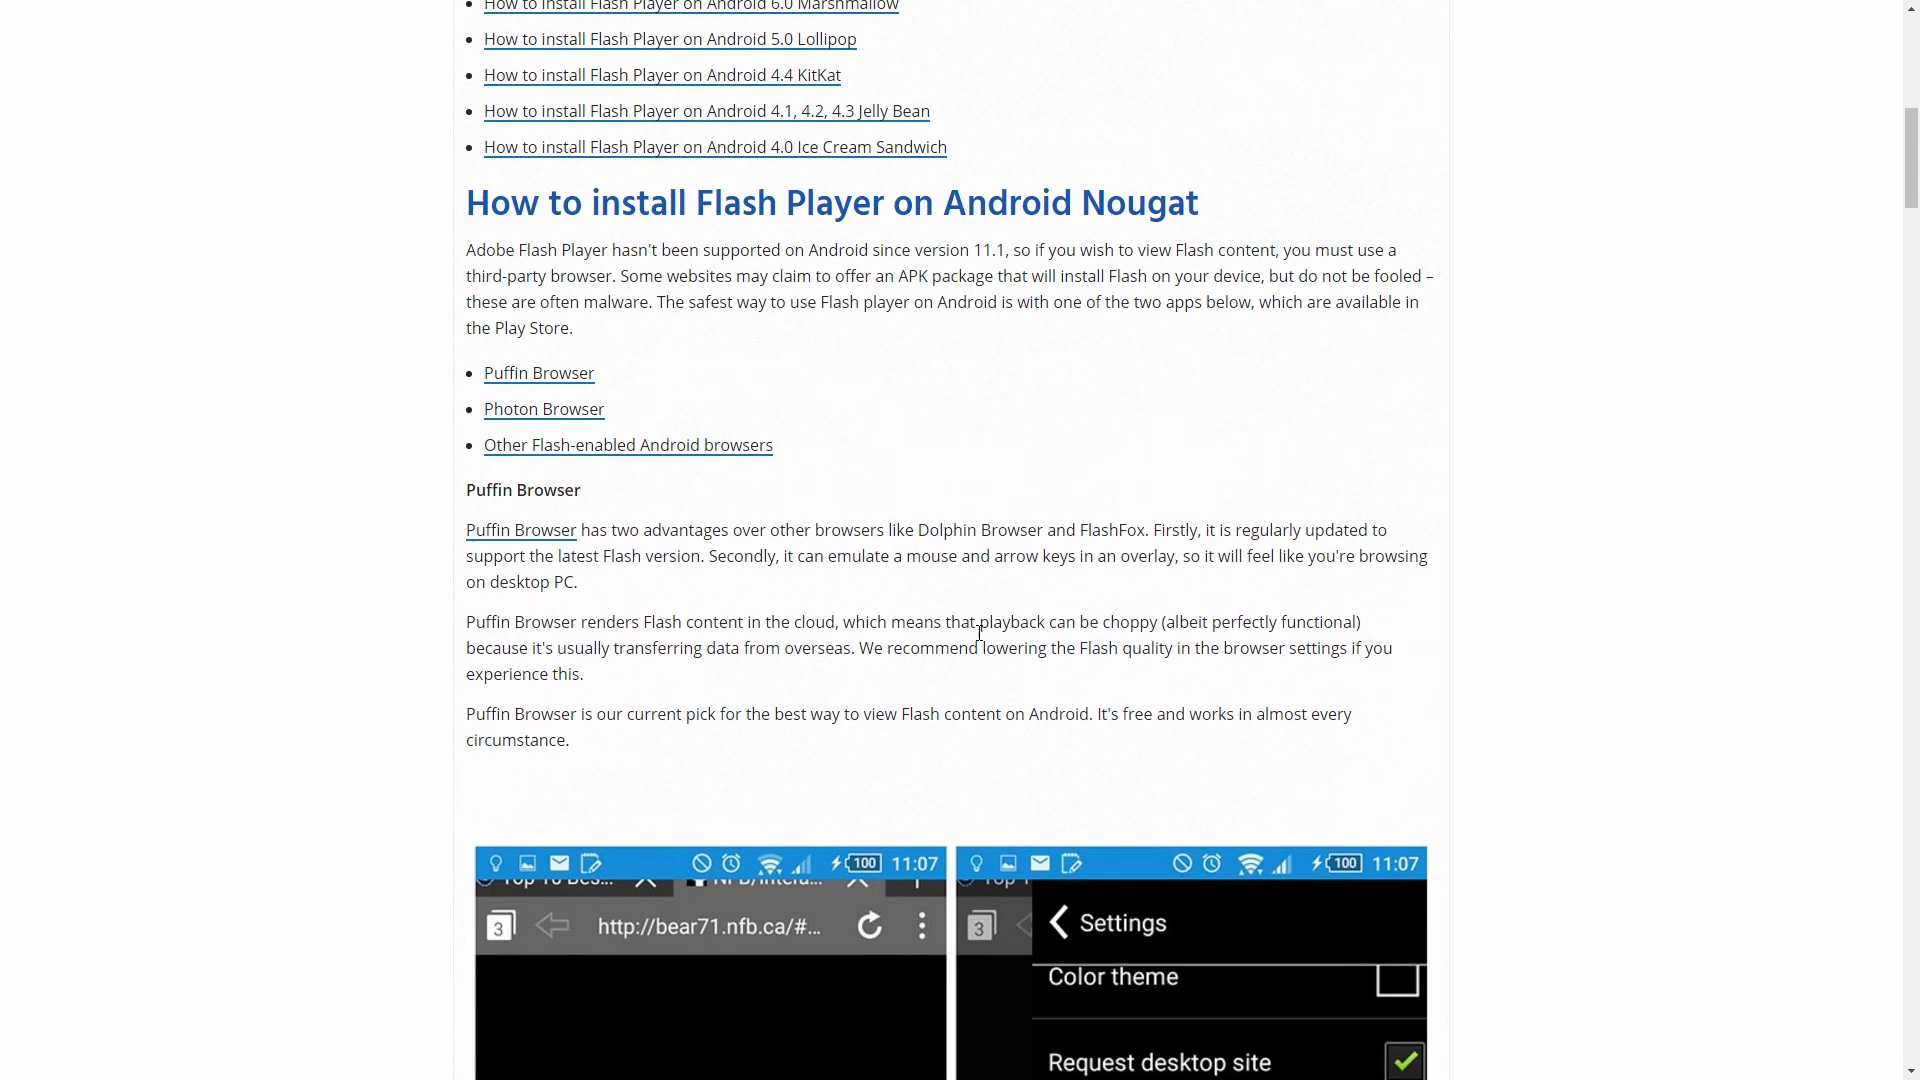 How to install Flash Player on Android 6.0 Marshmallow
How to install Flash Player on Android 5.0 Lollipop
How to install Flash Player on Android 4.4 KitKat
How to install Flash Player on Android 4.1, 4.2, 4.3 Jelly Bean
How to install Flash Player on Android 4.0 Ice Cream Sandwich
How to install Flash Player on Android Nougat
Adobe Flash Player hasn't been supported on Android since version 11.1, so if you wish to view Flash content, you must use a
third-party browser. Some websites may claim to offer an APK package that will install Flash on your device, but do not be fooled –
these are often malware. The safest way to use Flash player on Android is with one of the two apps below, which are available in
the Play Store.
Puffin Browser
Photon Browser
Other Flash-enabled Android browsers
Puffin Browser
Puffin Browser has two advantages over other browsers like Dolphin Browser and FlashFox. Firstly, it is regularly updated to
support the latest Flash version. Secondly, it can emulate a mouse and arrow keys in an overlay, so it will feel like you're browsing
on desktop PC.
Puffin Browser renders Flash content in the cloud, which means that playback can be choppy (albeit perfectly functional)
because it's usually transferring data from overseas. We recommend lowering the Flash quality in the browser settings if you
experience this.
Puffin Browser is our current pick for the best way to view Flash content on Android. It's free and works in almost every
circumstance.
100 11:07
3 http://bear71.nfb.ca/#...
100 11:07
3 Settings
Color theme
Request desktop site